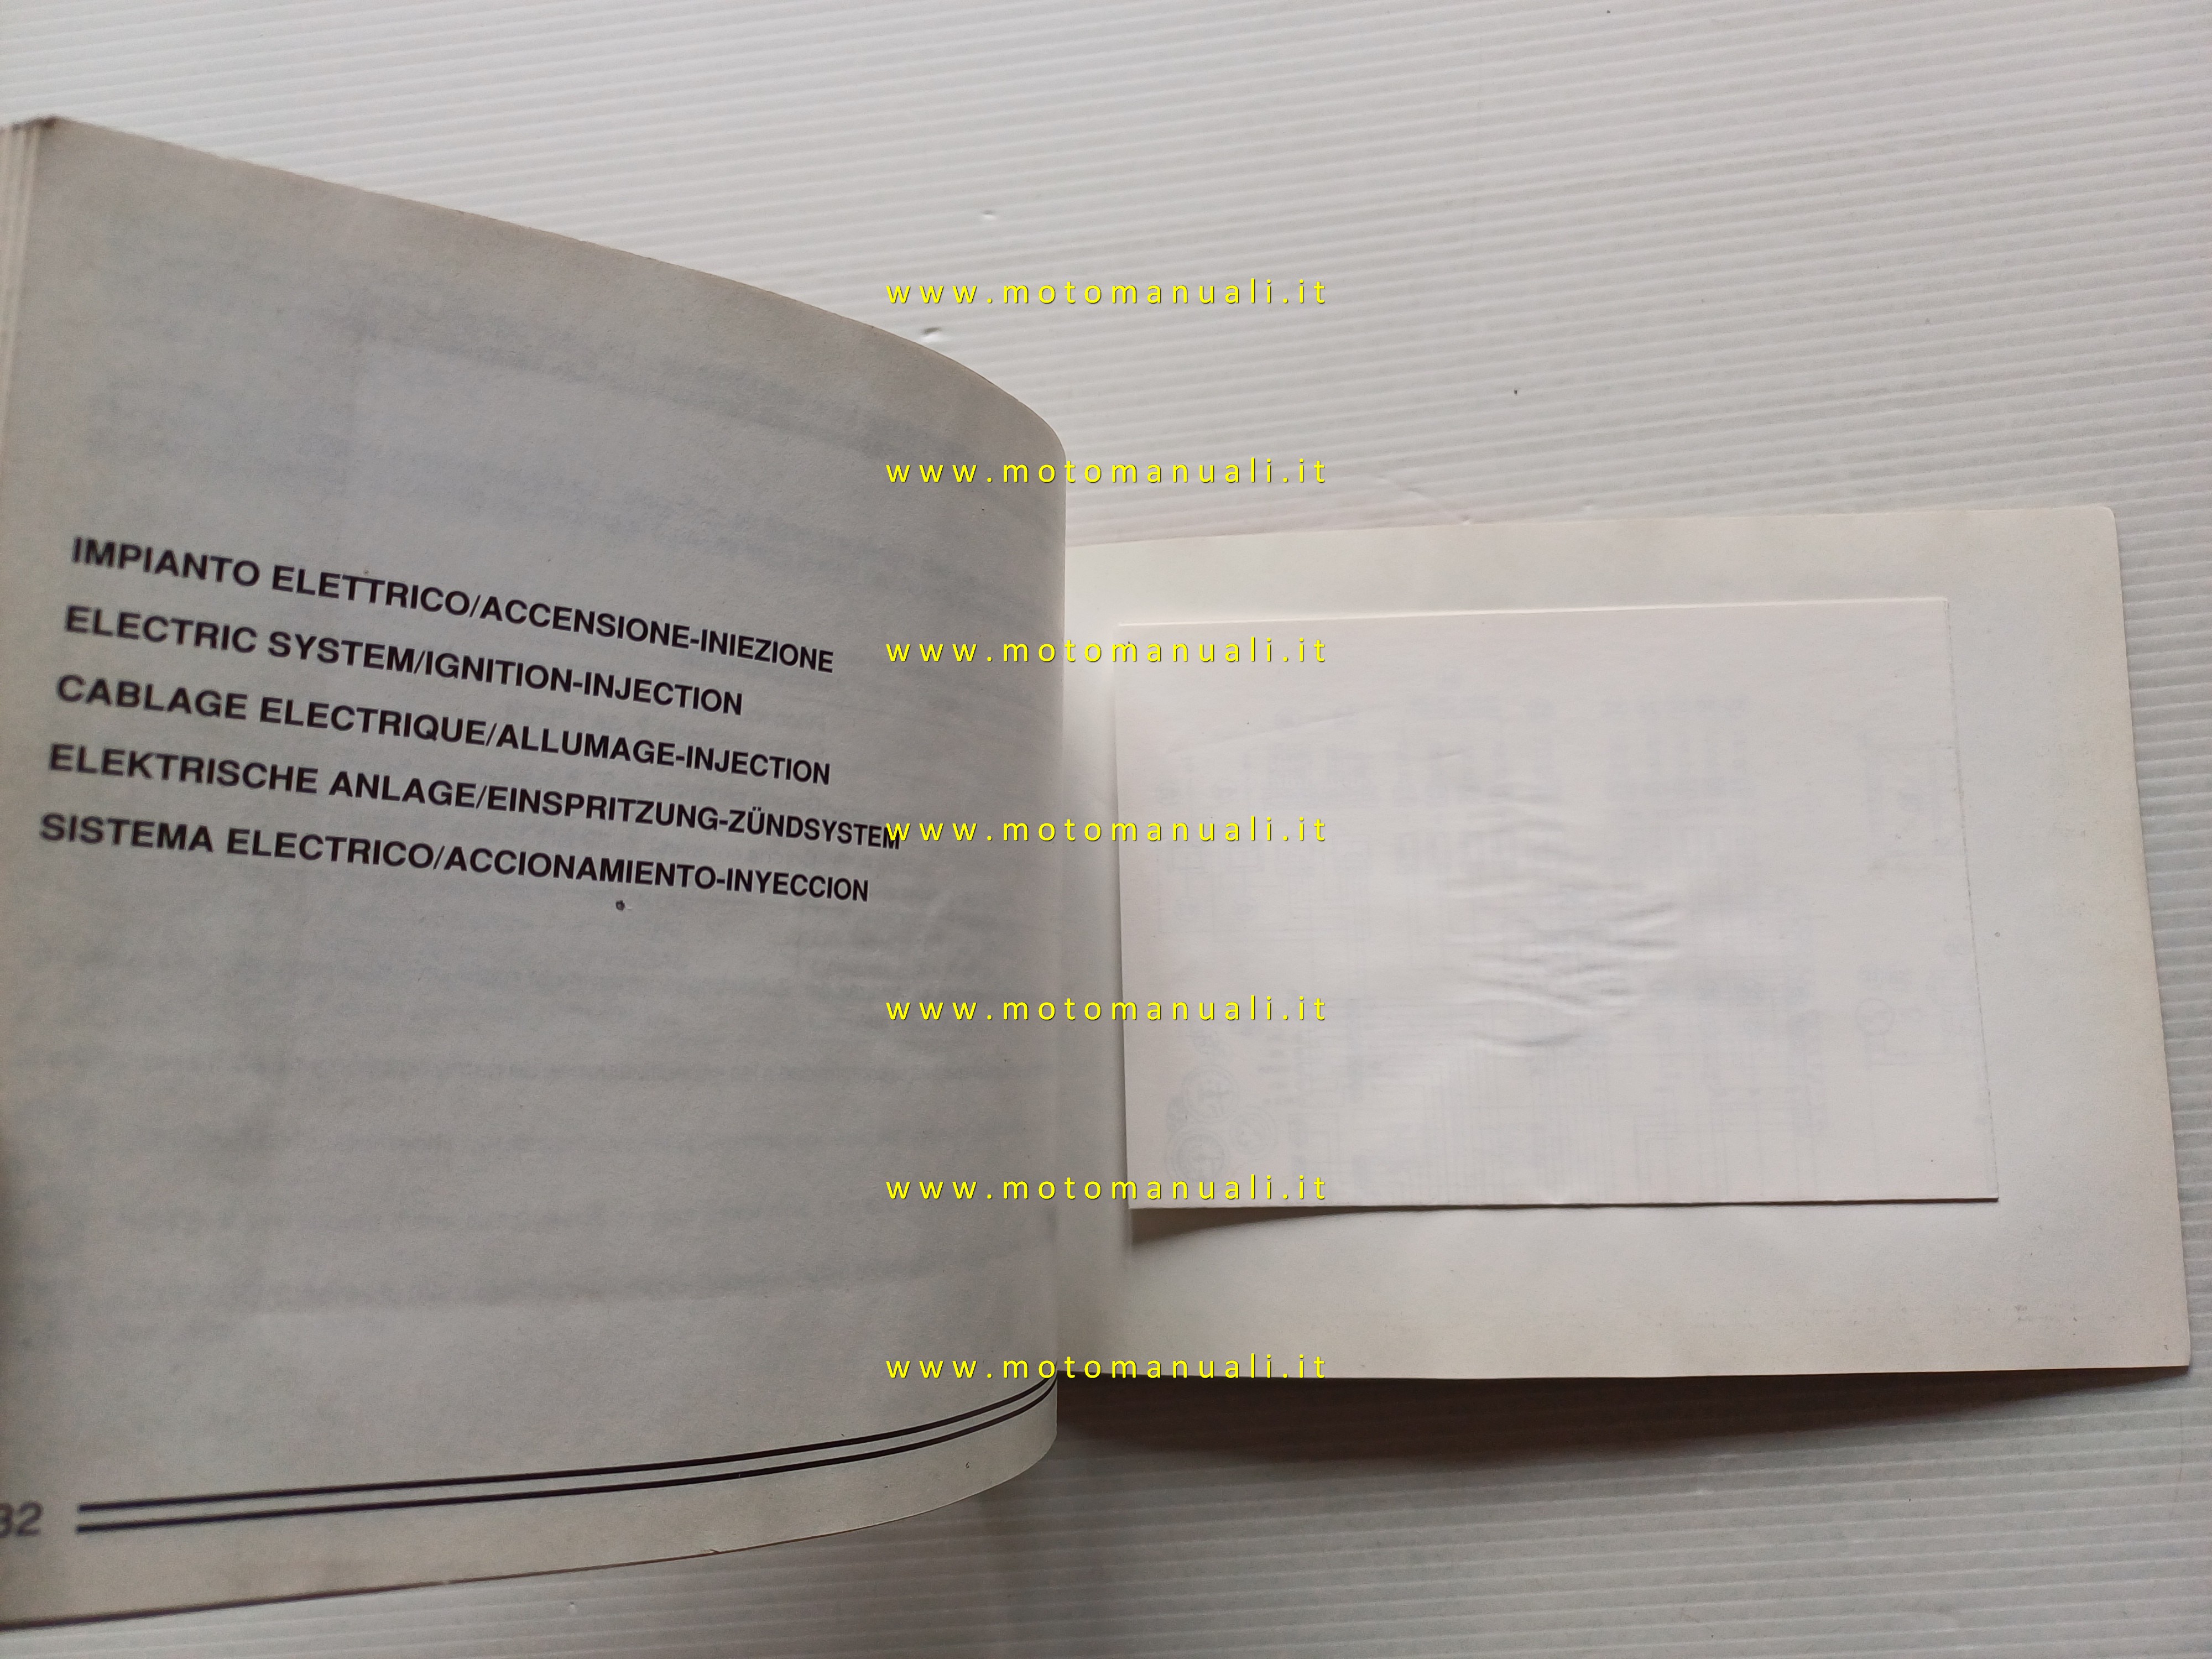 IMPIANTO ELETTRICO/ACCENSIONE-INIEZIONE
ELECTRIC SYSTEM/IGNITION-INJECTION
CABLAGE ELECTRIQUE/ALLUMAGE-INJECTION
ELEKTRISCHE ANLAGE/EINSPRITZUNG-ZÜNDSYSTEM
SISTEMA ELECTRICO/ACCIONAMIENTO-INYECCION
www.motomanuali.it
www.motomanuali.it
www.motomanuali.it
www.motomanuali.it
www.motomanuali.it
www.motomanuali.it
www.motomanuali.it